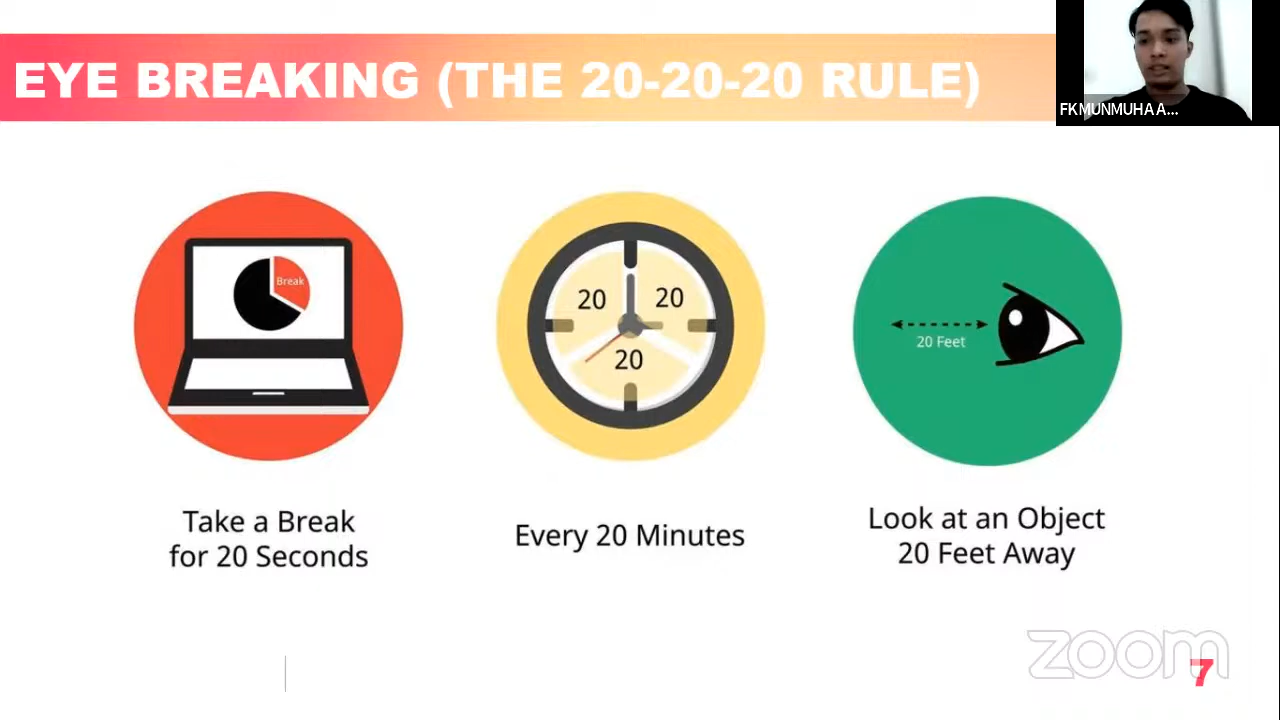 EYE BREAKING (THE 20-20-20 RULE)
FKMUNMUHA A...
Break
20 20
20
20 Feet
Take a Break
for 20 Seconds
Every 20 Minutes
Look at an Object
20 Feet Away
zoom
7